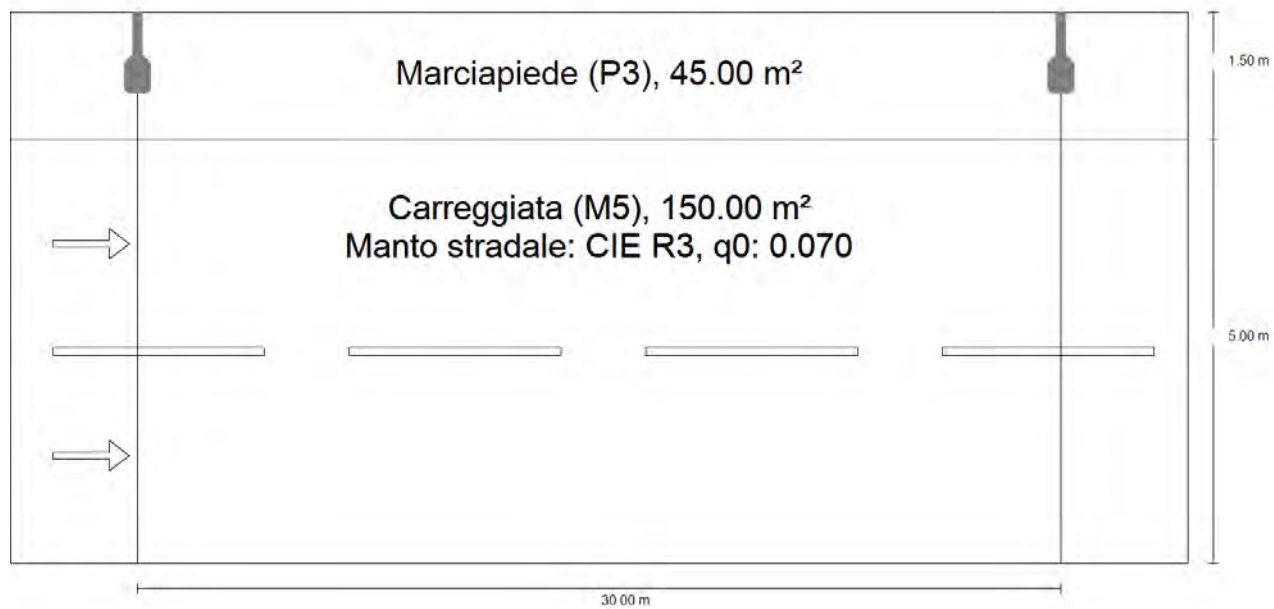 Marciapiede (P3), 45.00 m²
1.50 m
Carreggiata (M5), 150.00 m²
Manto stradale: CIE R3, q0: 0.070
5.00 m
30.00 m